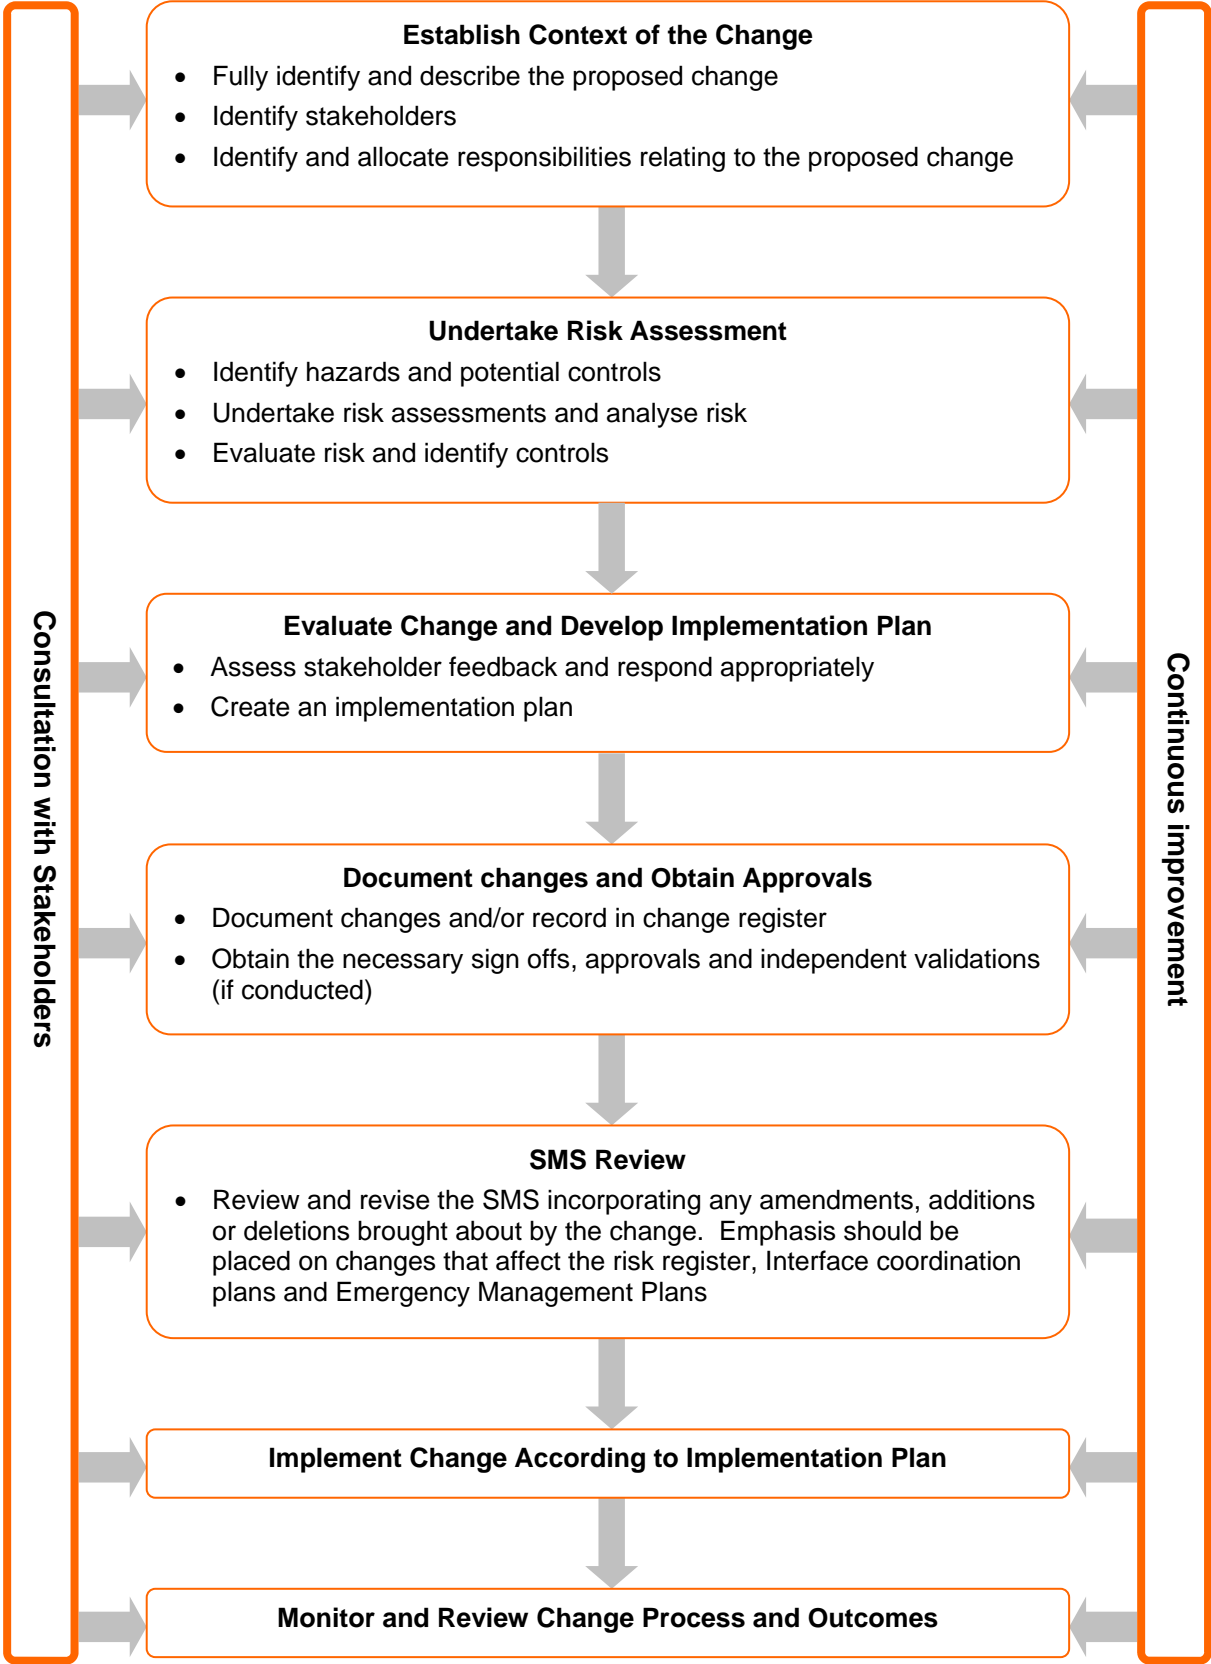 Establish Context of the Change
• Fully identify and describe the proposed change
• Identify stakeholders
• Identify and allocate responsibilities relating to the proposed change
Undertake Risk Assessment
• Identify hazards and potential controls
• Undertake risk assessments and analyse risk
• Evaluate risk and identify controls
Evaluate Change and Develop Implementation Plan
• Assess stakeholder feedback and respond appropriately
• Create an implementation plan
Document changes and Obtain Approvals
• Document changes and/or record in change register
• Obtain the necessary sign offs, approvals and independent validations
(if conducted)
SMS Review
• Review and revise the SMS incorporating any amendments, additions
or deletions brought about by the change.  Emphasis should be
placed on changes that affect the risk register, Interface coordination
plans and Emergency Management Plans
Implement Change According to Implementation Plan
Monitor and Review Change Process and Outcomes
Consultation with Stakeholders
Continuous improvement